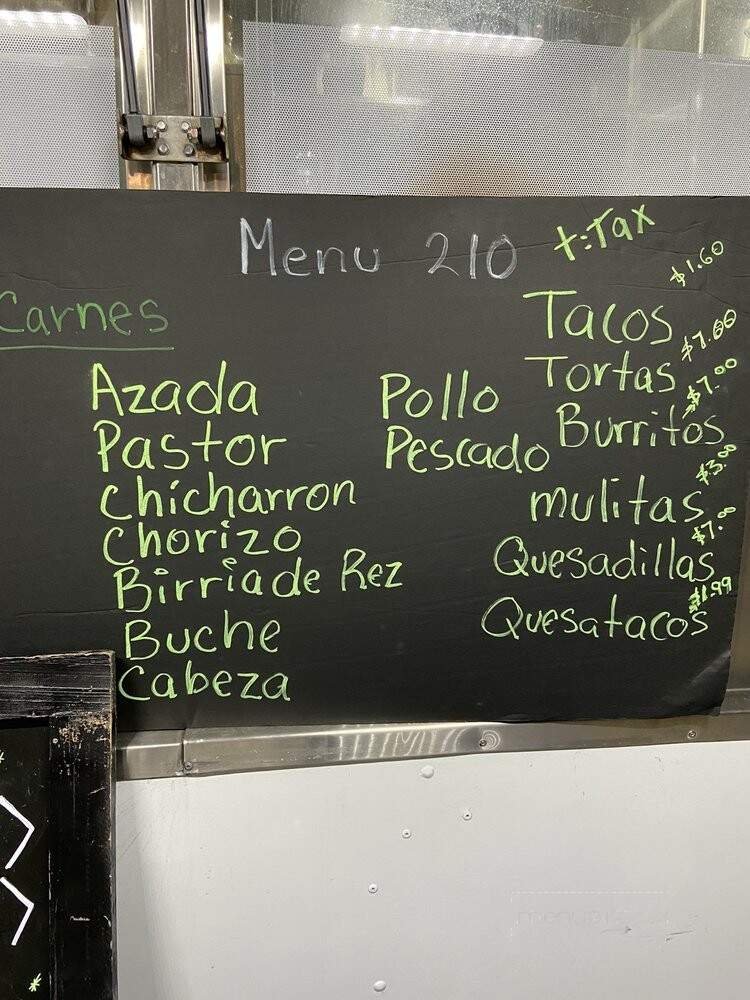 Menu 210 +:Tax
Carnes
Azada
Pastor
chicharron
chorizo
Birria de Rez
Buche
Cabeza
Pollo
Pescado
Tacos $1.60
Tortas $7.00
Burritos $7.00
mulitas $3.00
Quesadillas $7.00
Quesatacos $1.99